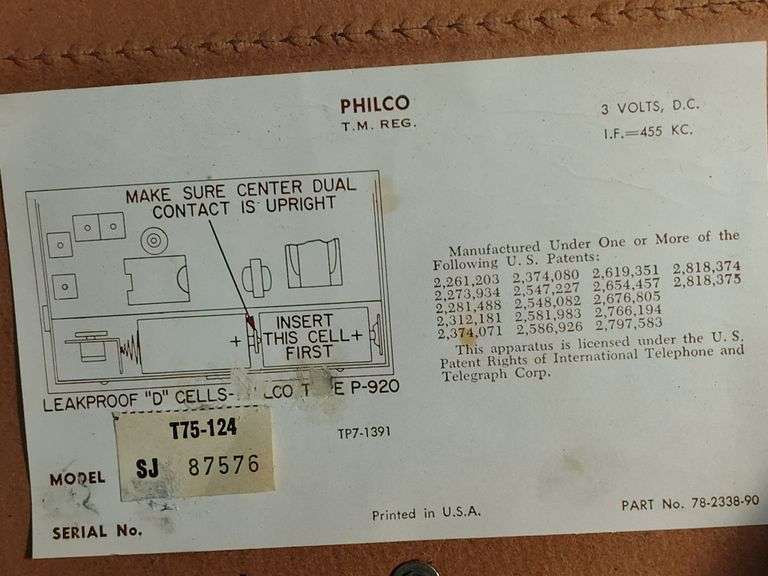 PHILCO
T.M. REG.
3 VOLTS, D.C.
I.F.=455 KC.
MAKE SURE CENTER DUAL
CONTACT IS UPRIGHT
+
INSERT
THIS CELL+
FIRST
LEAKPROOF "D" CELLS- P-920
Manufactured Under One or More of the
Following U. S. Patents:
2,261,203 2,374,080 2,619,351 2,818,374
2,273,934 2,547,227 2,654,457 2,818,375
2,281,488 2,548,082 2,676,805
2,312,181 2,581,983 2,766,194
2,374,071 2,586,926 2,797,583
This apparatus is licensed under the U. S.
Patent Rights of International Telephone and
Telegraph Corp.
TP7-1391
T75-124
MODEL SJ 87576
SERIAL No.
Printed in U.S.A.
PART No. 78-2338-90